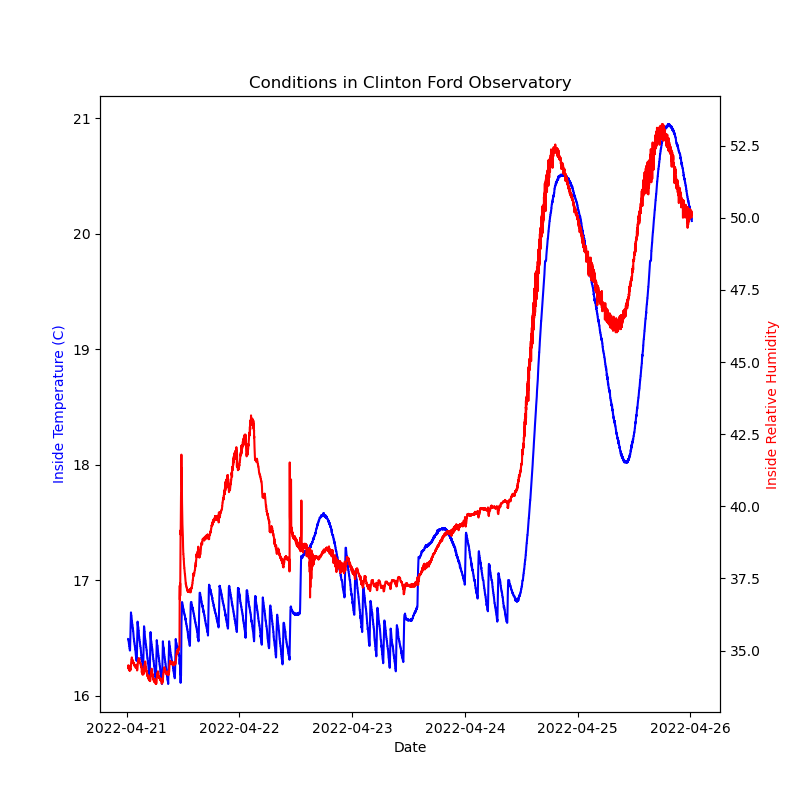 Conditions in Clinton Ford Observatory
21
20
19
18
17
16
Inside Temperature (C)
52.5
50.0
47.5
45.0
42.5
40.0
37.5
35.0
Inside Relative Humidity
2022-04-21 2022-04-22 2022-04-23 2022-04-24 2022-04-25 2022-04-26
Date